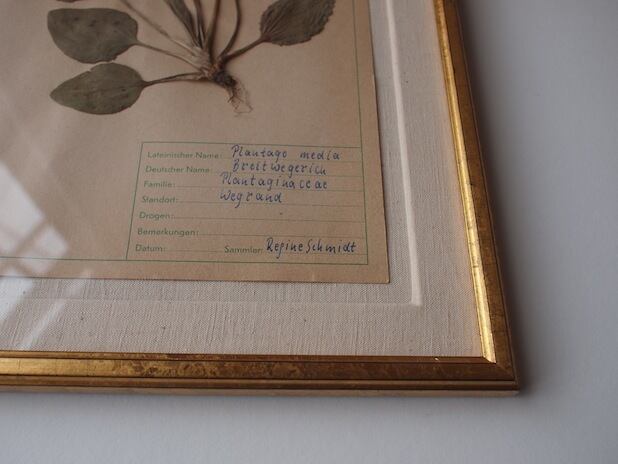 Lateinischer Name: Plantago media
Deutscher Name: Breitwegerich
Familie: Plantaginaceae
Standort: Wegrand
Drogen:
Bemerkungen:
Datum: Sammler: Regine Schmidt